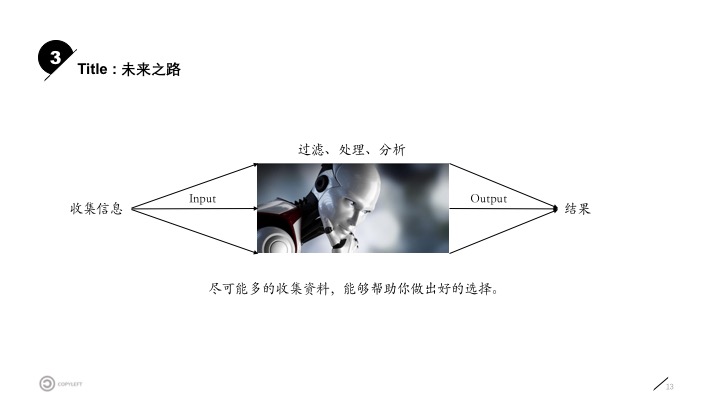 3
Title：未来之路
过滤、处理、分析
收集信息
Input
Output
结果
尽可能多的收集资料，能够帮助你做出好的选择。
COPYLEFT
13